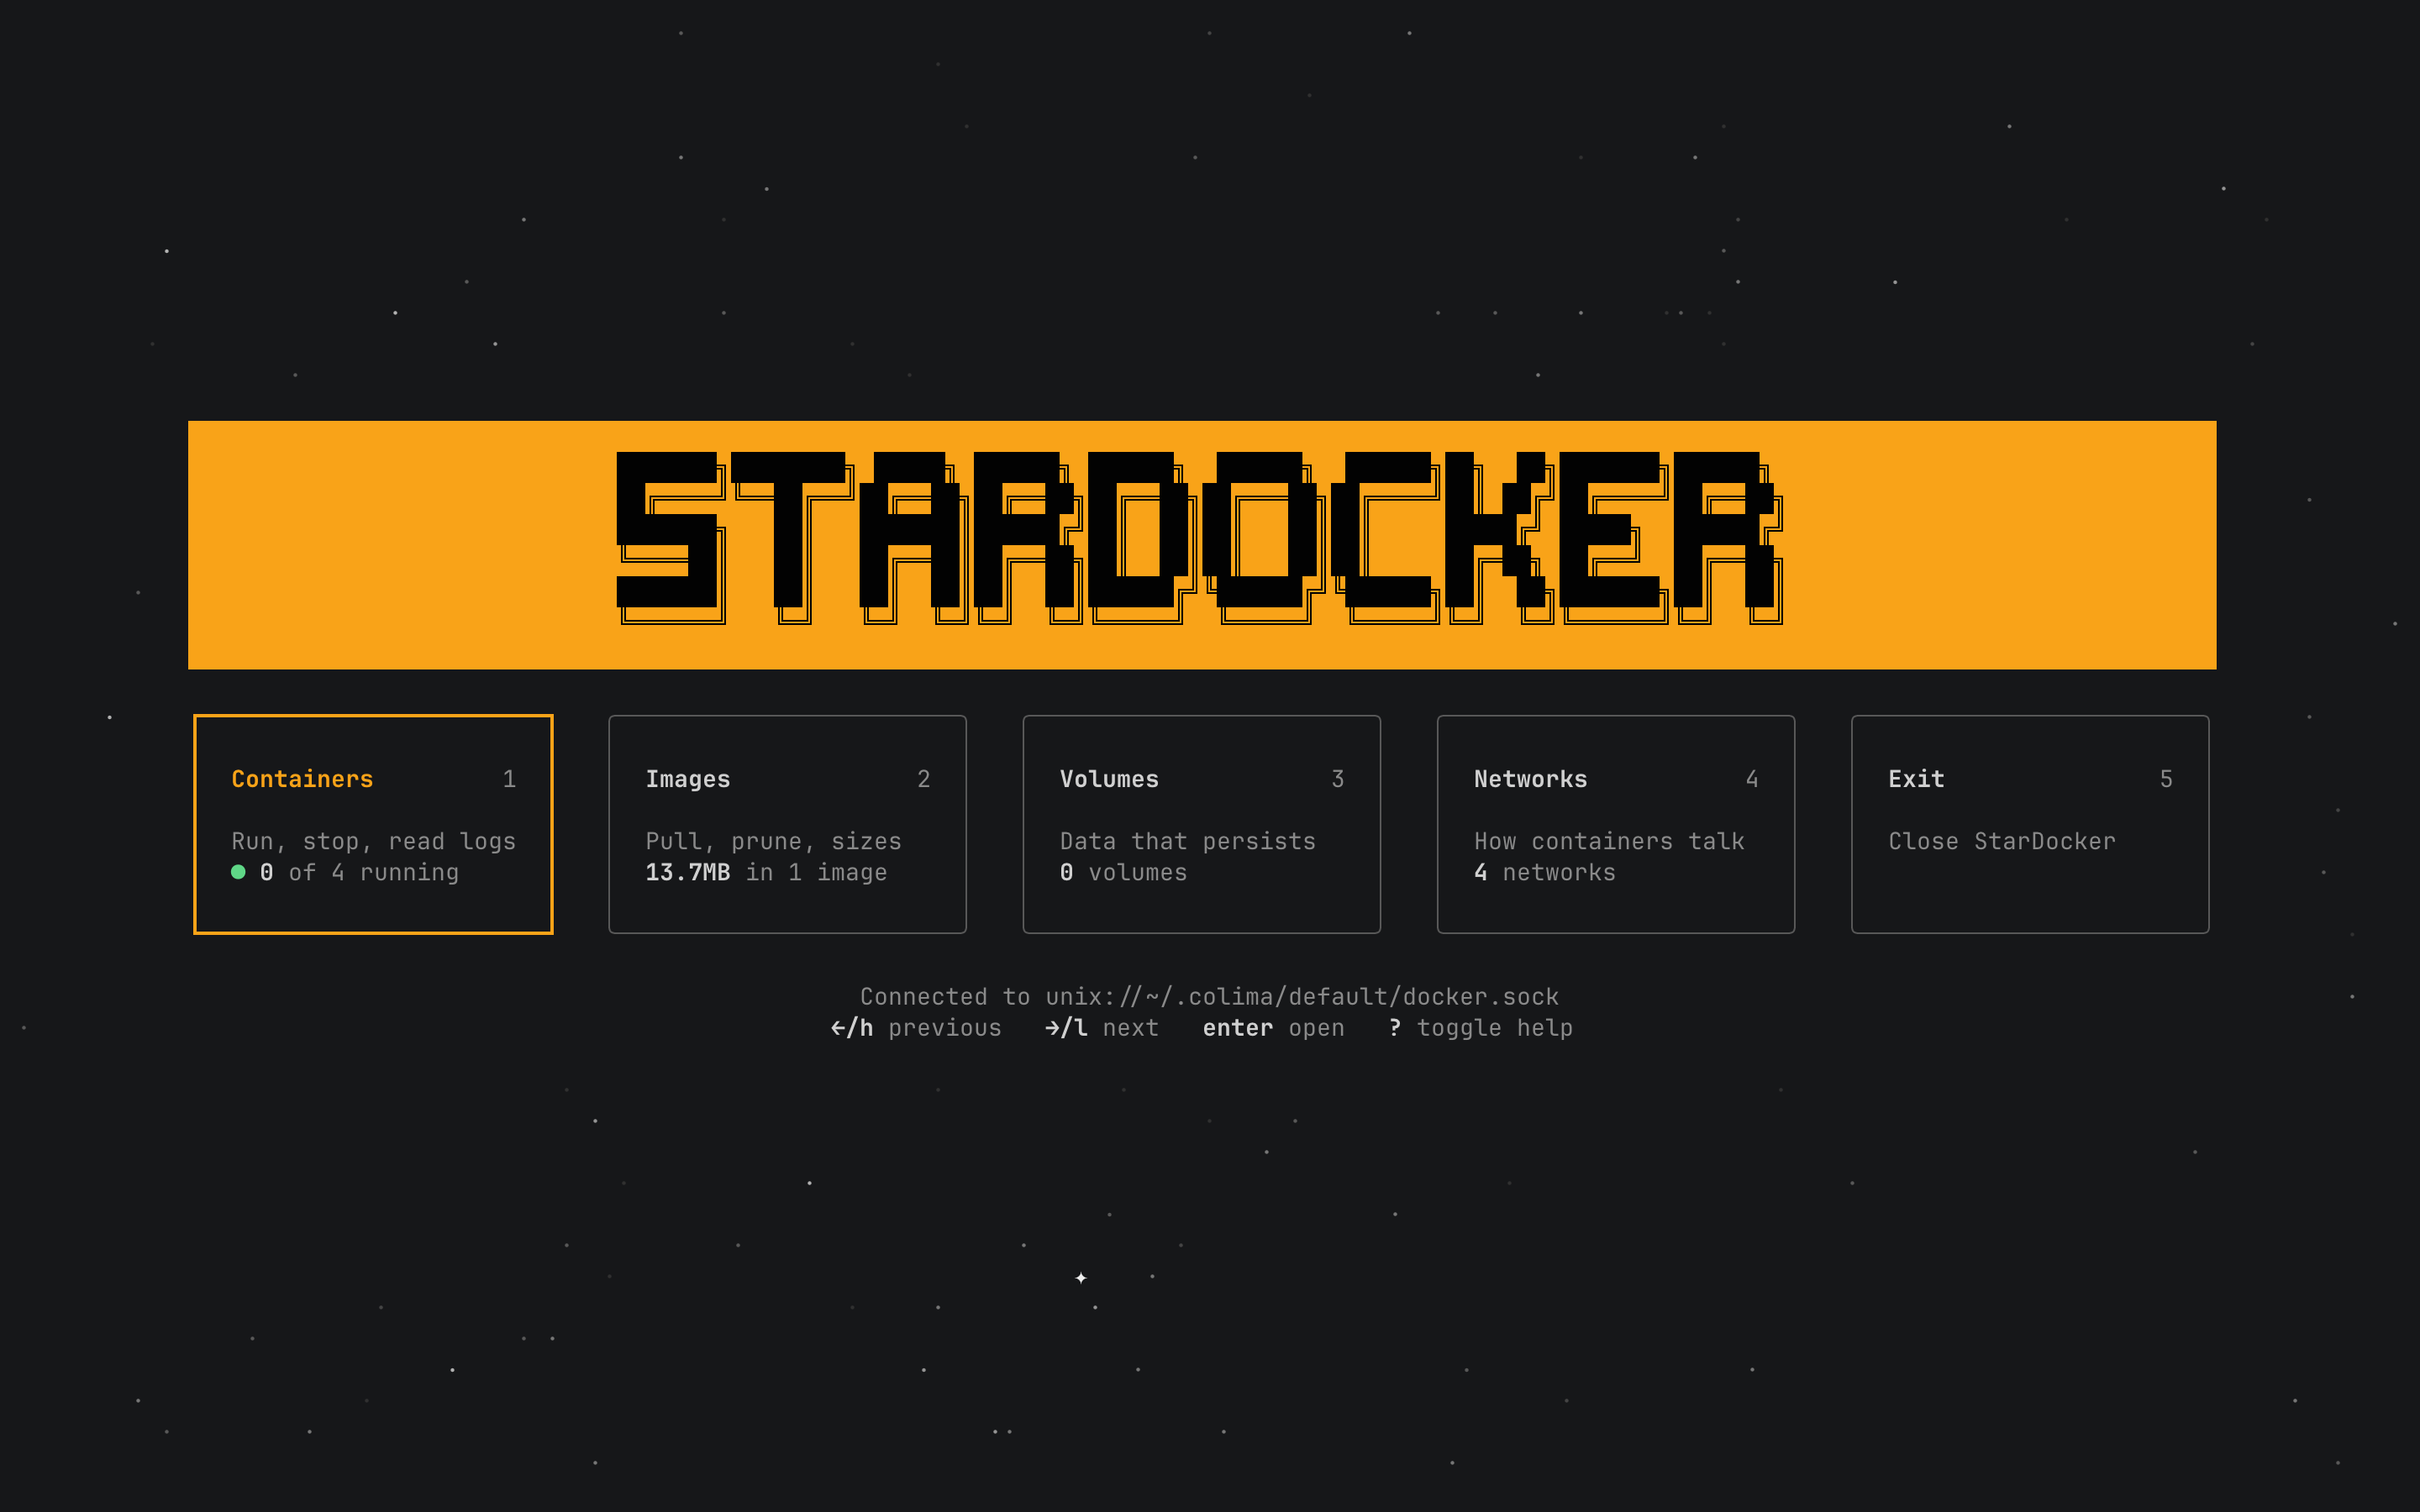 STARDOCKER
Containers 1
Run, stop, read logs
● 0 of 4 running
Images 2
Pull, prune, sizes
13.7MB in 1 image
Volumes 3
Data that persists
0 volumes
Networks 4
How containers talk
4 networks
Exit 5
Close StarDocker
Connected to unix://~/.colima/default/docker.sock
←/h previous →/l next enter open ? toggle help